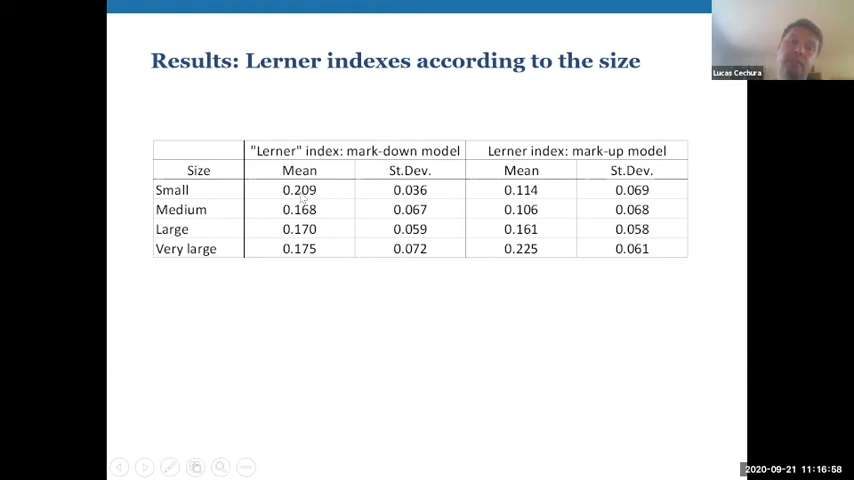 Lucas Cechura
Results: Lerner indexes according to the size
"Lerner" index: mark-down model Lerner index: mark-up model
Size Mean St.Dev. Mean St.Dev.
Small 0.209 0.036 0.114 0.069
Medium 0.168 0.067 0.106 0.068
Large 0.170 0.059 0.161 0.058
Very large 0.175 0.072 0.225 0.061
2020-09-21 11:16:58